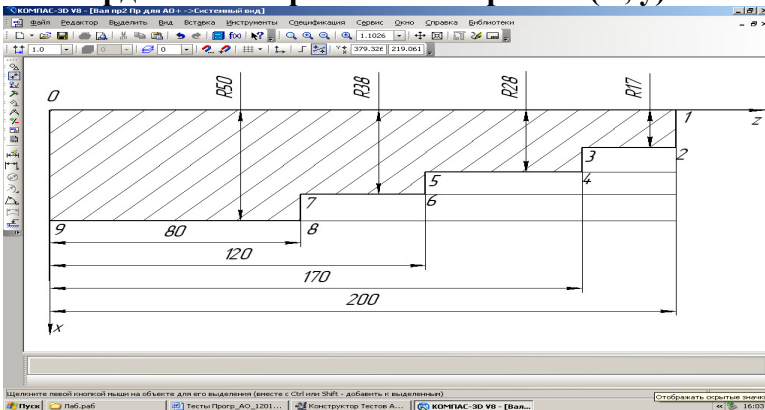 КОМПАС-3D V8 - [Вал пр2 Пр для АО+ ->Системный вид]
Файл Редактор Выделить Вид Вставка Инструменты Спецификация Сервис Окно Справка Библиотеки
1.1026
1.0 0 0 379.326 219.061
0 R50 R38 R28 R17
1
z
3 2
5 4
7 6
9 80 8
120
170
200
x
Щелкните левой кнопкой мыши на объекте для его выделения (вместе с Ctrl или Shift - добавить к выделенным)
Отображать скрытые значки
Пуск Лаб.раб Тесты Прогр_АО_1201... Конструктор Тестов А... КОМПАС-3D V8 - [Вал... 16:03